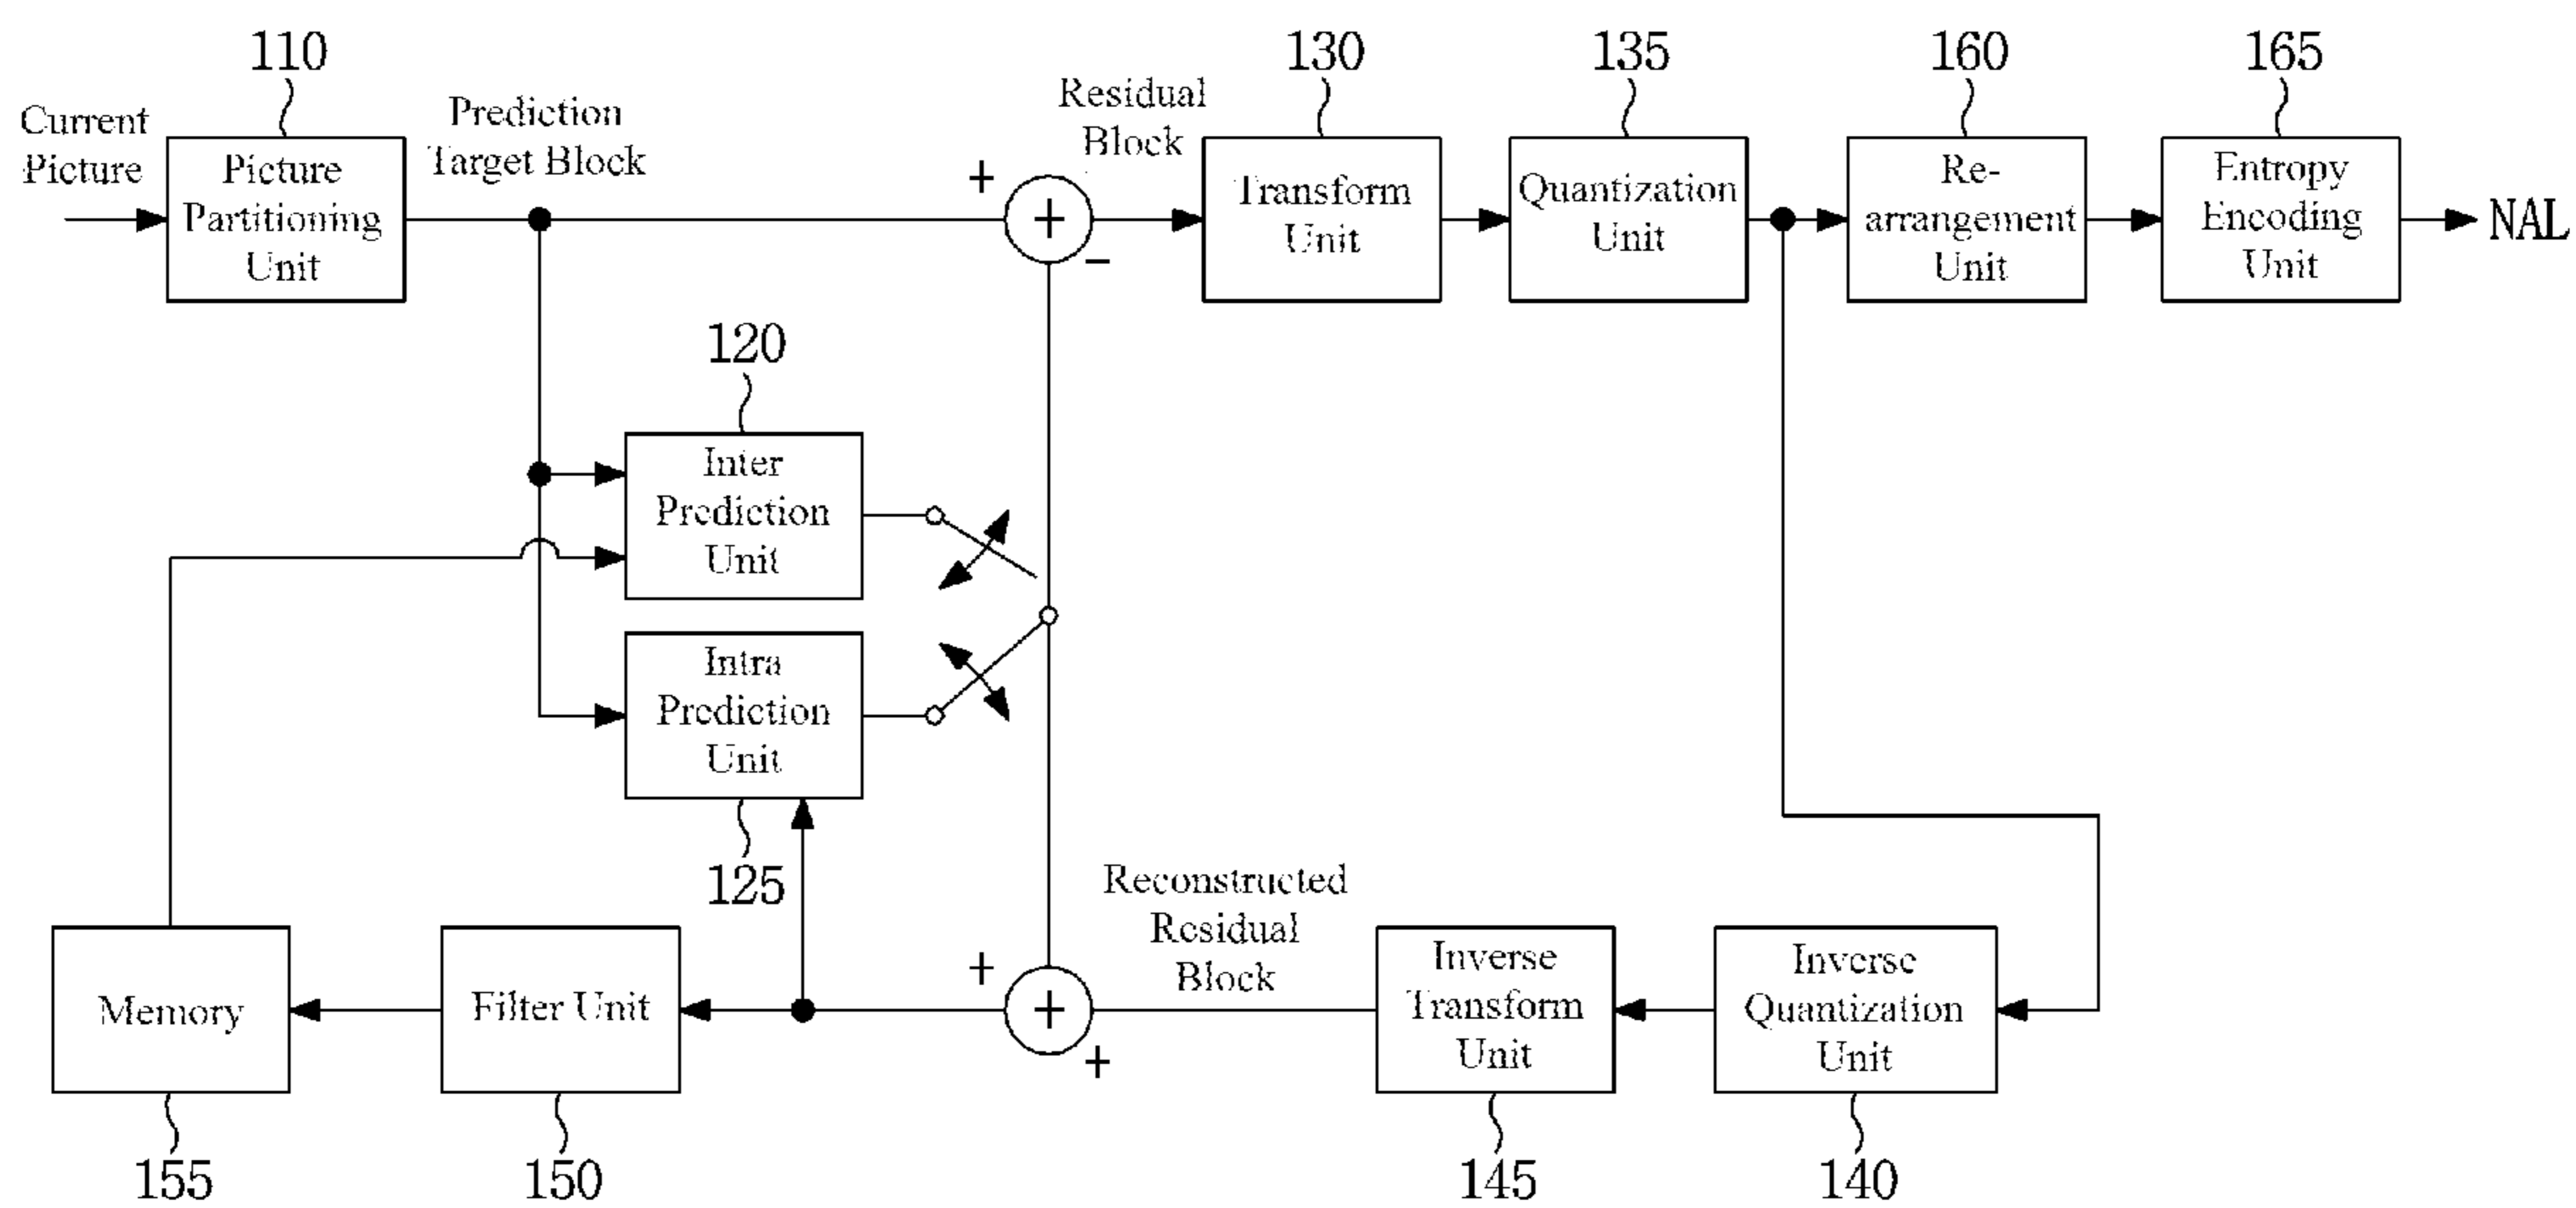 110
130
135
160
165
Current
Picture
Picture
Partitioning
Unit
Prediction
Target Block
+
+
−
Residual
Block
Transform
Unit
Quantization
Unit
Re-
arrangement
Unit
Entropy
Encoding
Unit
NAL
120
Inter
Prediction
Unit
Intra
Prediction
Unit
125
Memory
155
Filter Unit
150
+
+
+
Reconstructed
Residual
Block
Inverse
Transform
Unit
145
Inverse
Quantization
Unit
140